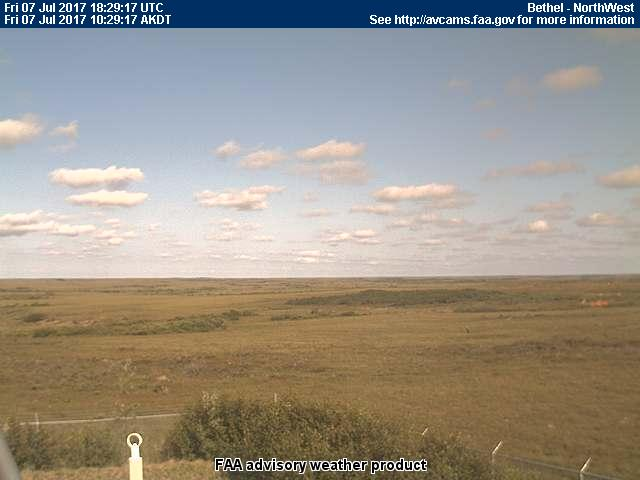 Fri 07 Jul 2017 18:29:17 UTC
Bethel - NorthWest
Fri 07 Jul 2017 10:29:17 AKDT
See http://avcams.faa.gov for more information
FAA advisory weather product